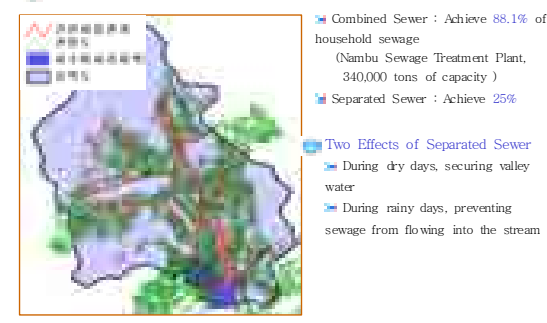 Combined Sewer : Achieve 88.1% of
household sewage
(Nambu Sewage Treatment Plant,
340,000 tons of capacity )
Separated Sewer : Achieve 25%
Two Effects of Separated Sewer
During dry days, securing valley
water
During rainy days, preventing
sewage from flowing into the stream